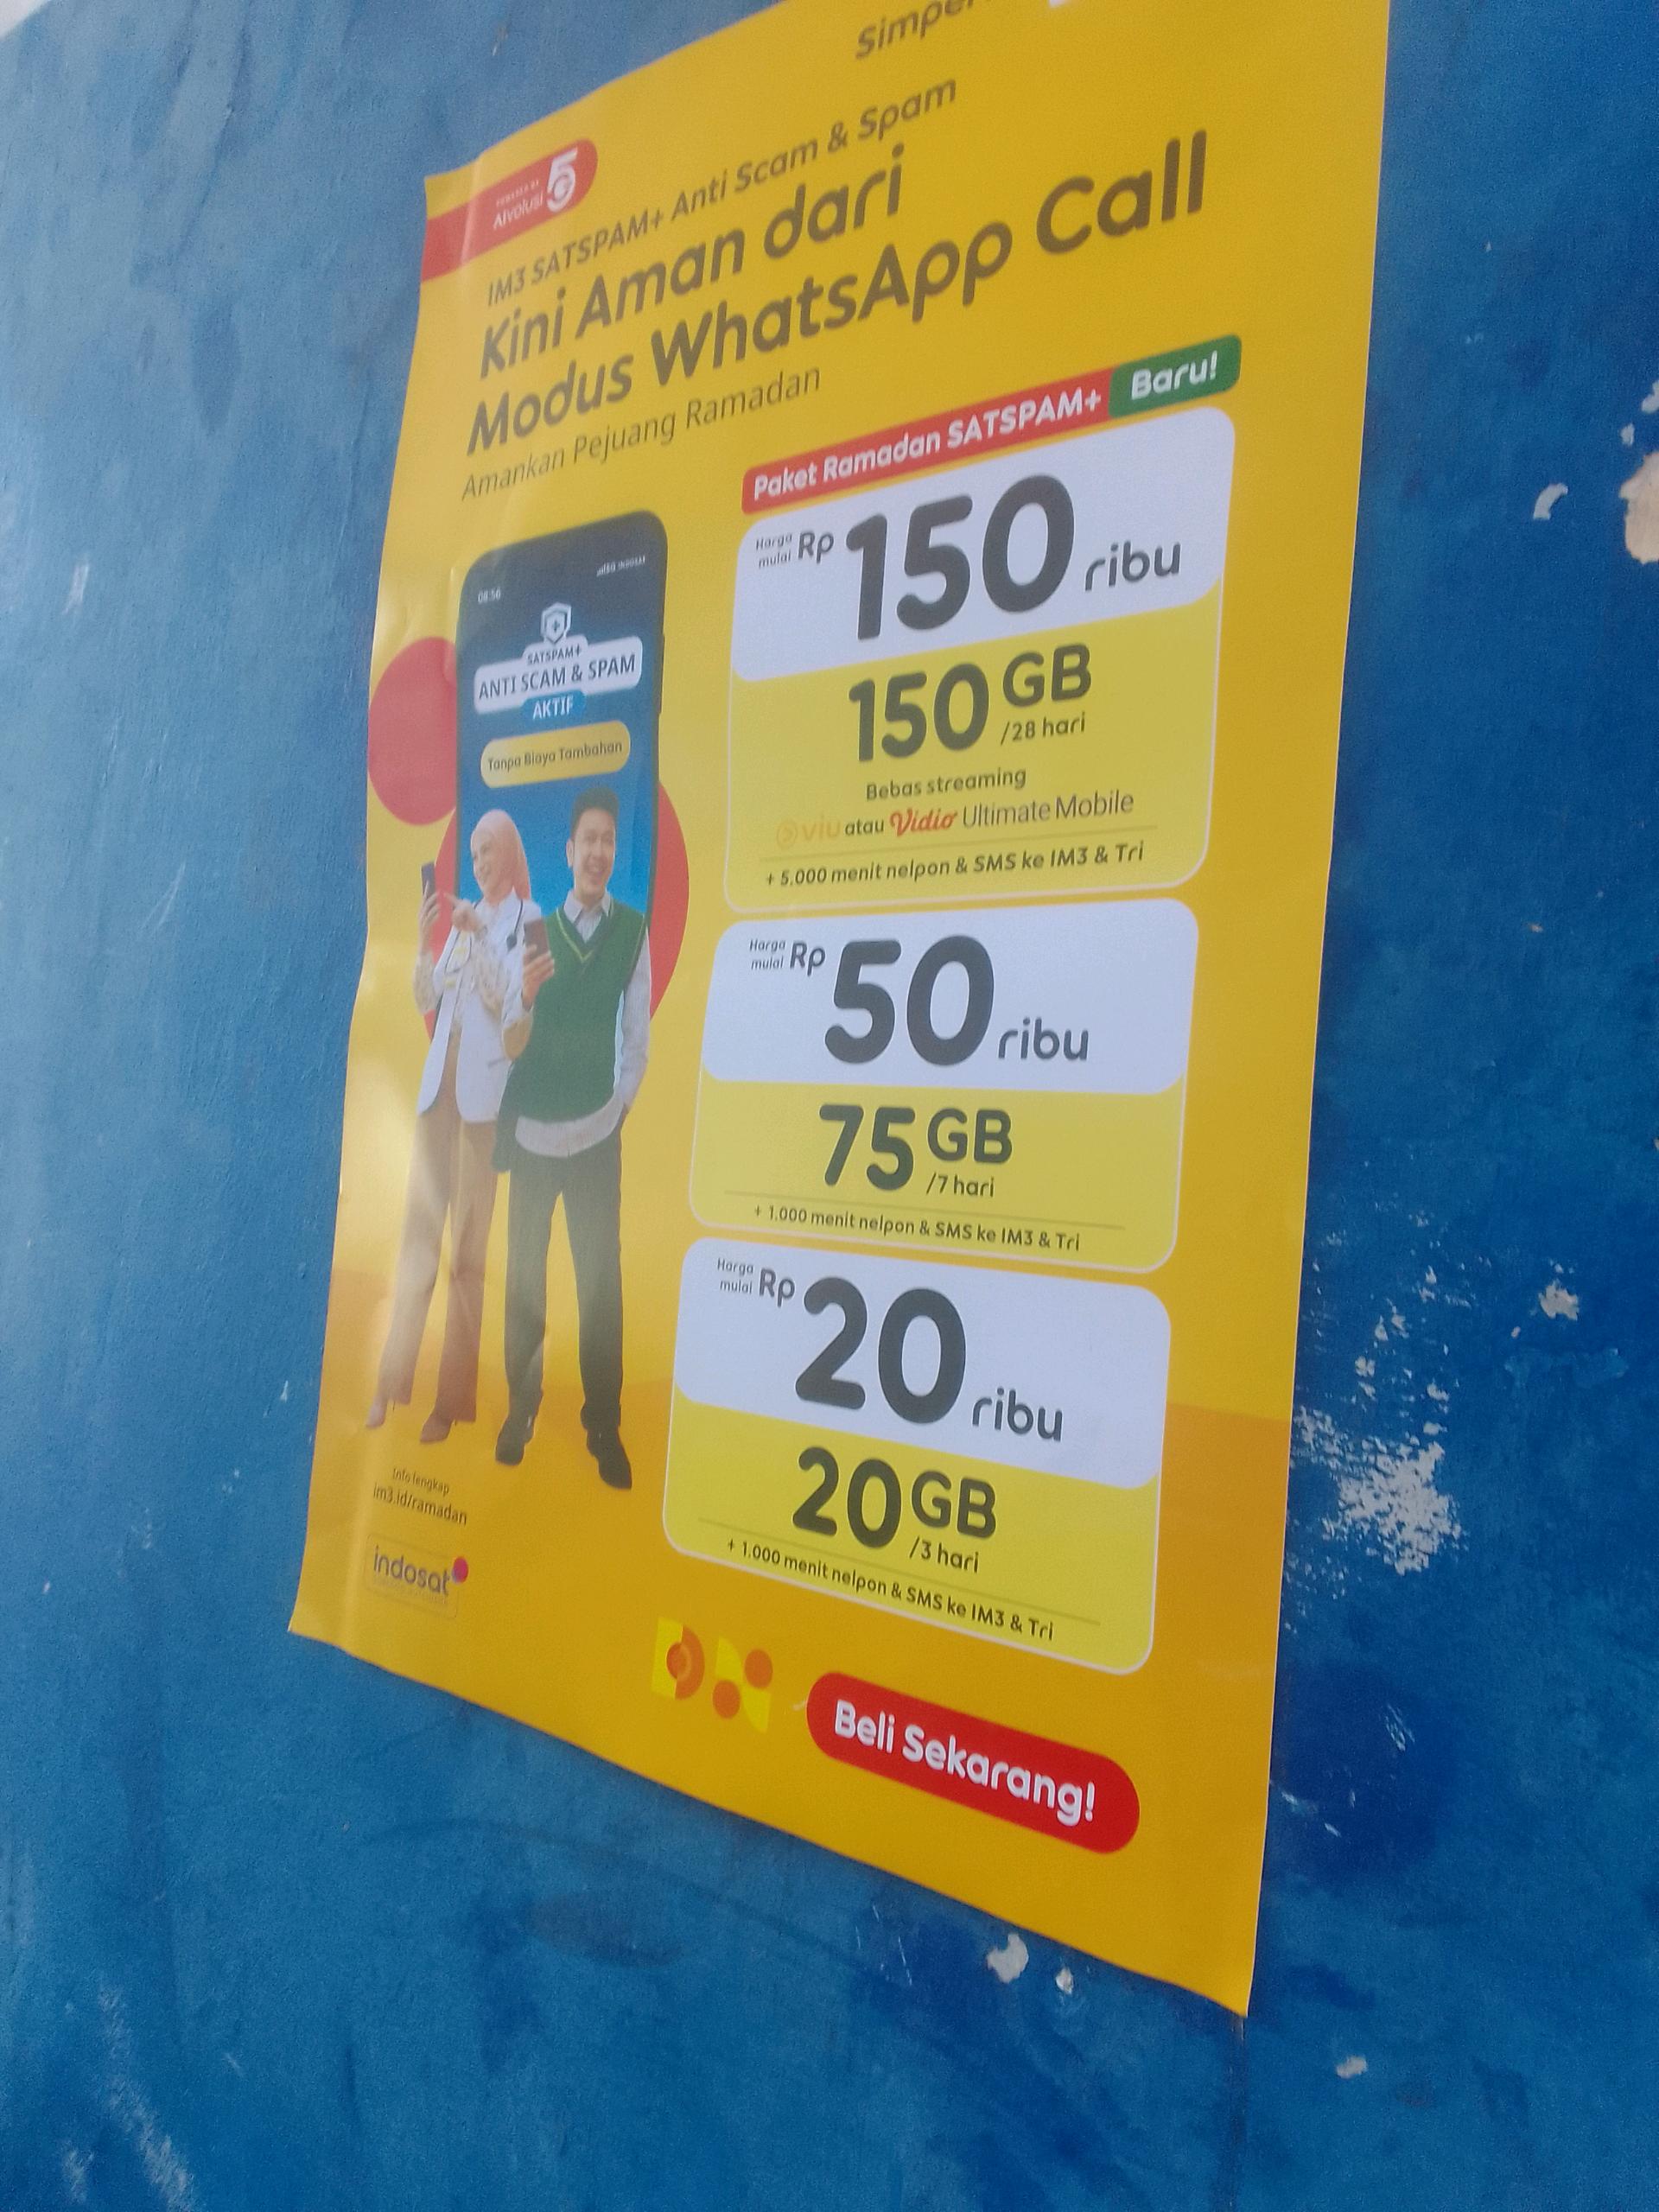 IM3 SATSPAM+ Anti Scam & Spam
Kini Aman dari
Modus WhatsApp Call
Amankan Pejuang Ramadan
AIvolusi 5G
Paket Ramadan SATSPAM+ Baru!
Harga mulai Rp 150 ribu
150 GB /28 hari
Bebas streaming
viu atau Vidio Ultimate Mobile
+ 5.000 menit nelpon & SMS ke IM3 & Tri
Harga mulai Rp 50 ribu
75 GB /7 hari
+ 1.000 menit nelpon & SMS ke IM3 & Tri
Harga mulai Rp 20 ribu
20 GB /3 hari
+ 1.000 menit nelpon & SMS ke IM3 & Tri
08:56
SATSPAM+
ANTI SCAM & SPAM
AKTIF
Tanpa Biaya Tambahan
Info lengkap
im3.id/ramadan
indosat
Beli Sekarang!